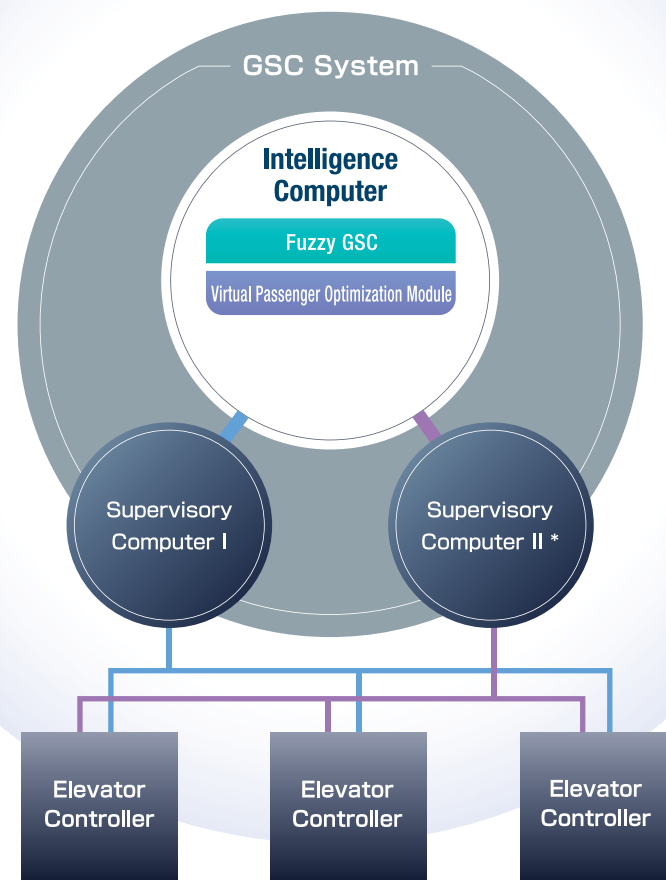 GSC System
Intelligence
Computer
Fuzzy GSC
Virtual Passenger Optimization Module
Supervisory
Computer I
Supervisory
Computer II *
Elevator
Controller
Elevator
Controller
Elevator
Controller